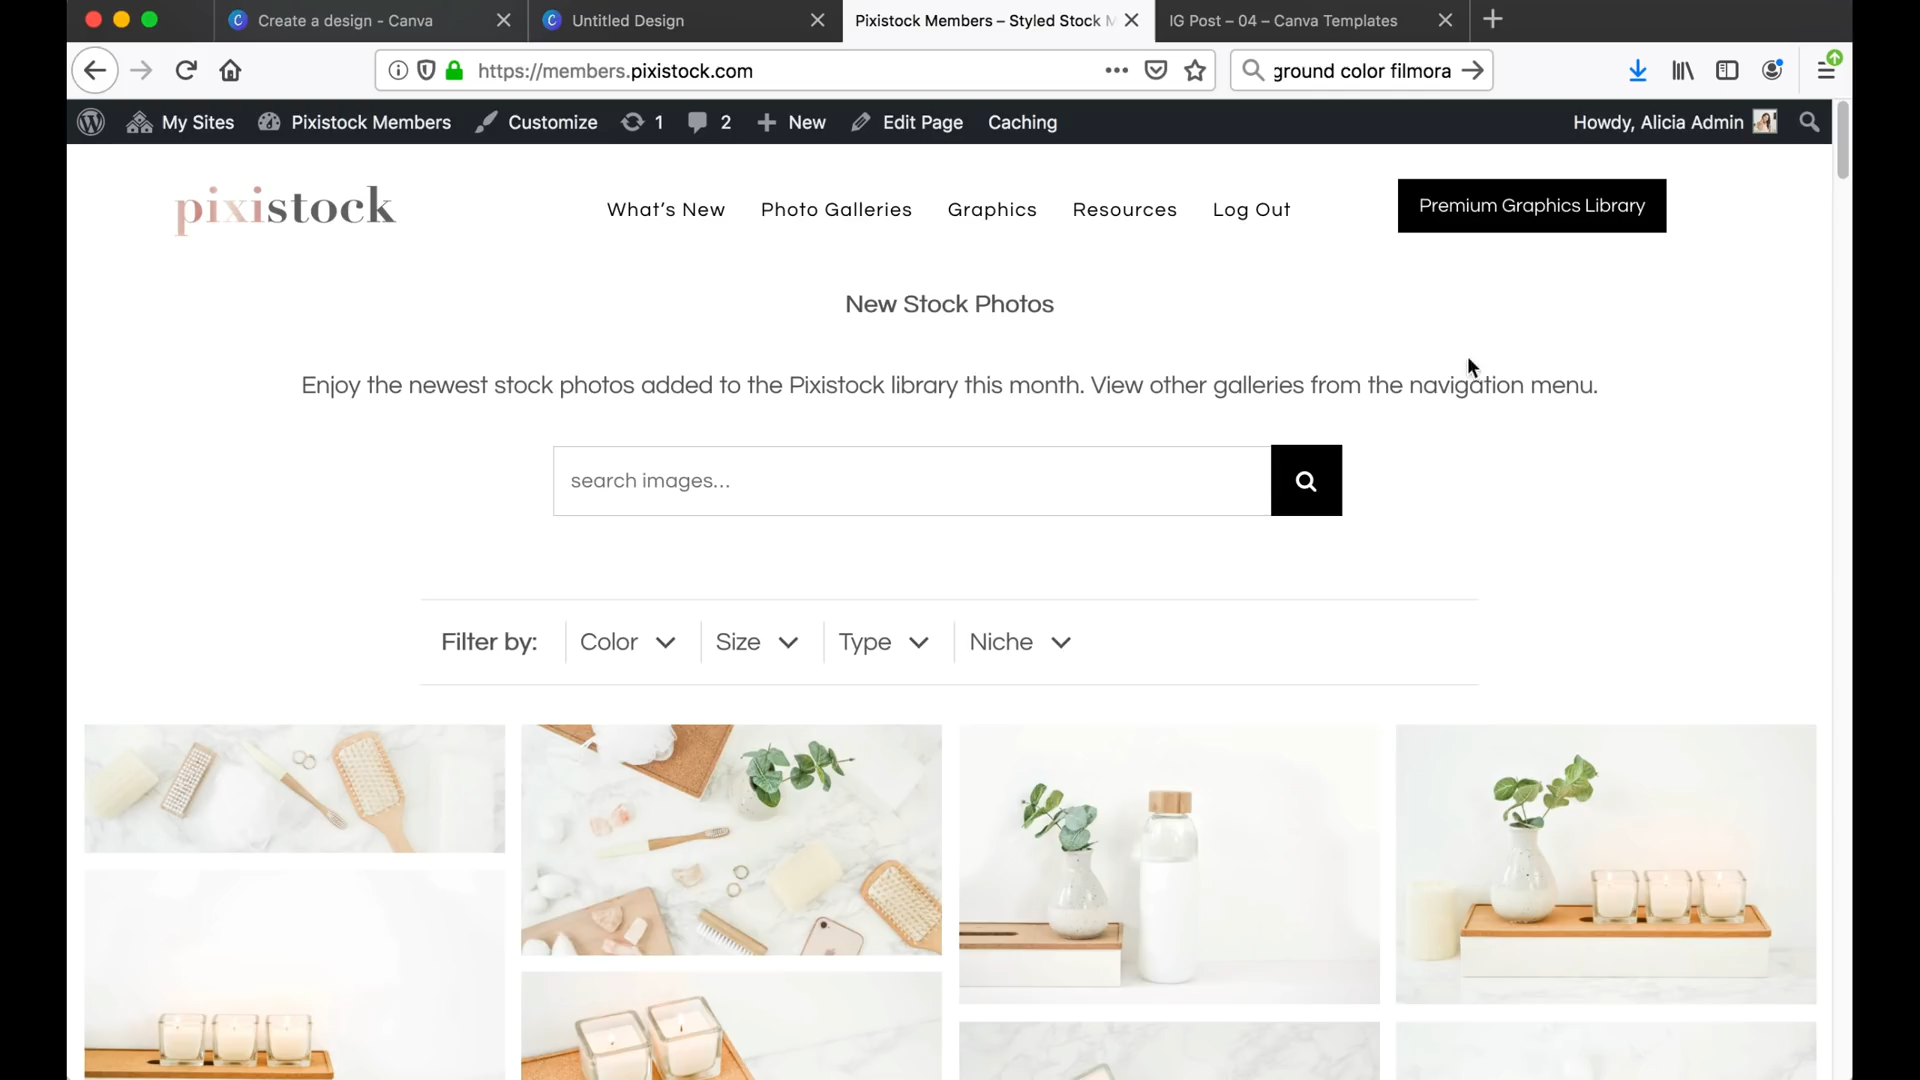 Create a design - Canva
Untitled Design
Pixistock Members – Styled Stock M
IG Post – 04 – Canva Templates
https://members.pixistock.com
ground color filmora
My Sites
Pixistock Members
Customize
1
2
New
Edit Page
Caching
Howdy, Alicia Admin
pixistock
What's New
Photo Galleries
Graphics
Resources
Log Out
Premium Graphics Library
New Stock Photos
Enjoy the newest stock photos added to the Pixistock library this month. View other galleries from the navigation menu.
search images...
Filter by:
Color
Size
Type
Niche